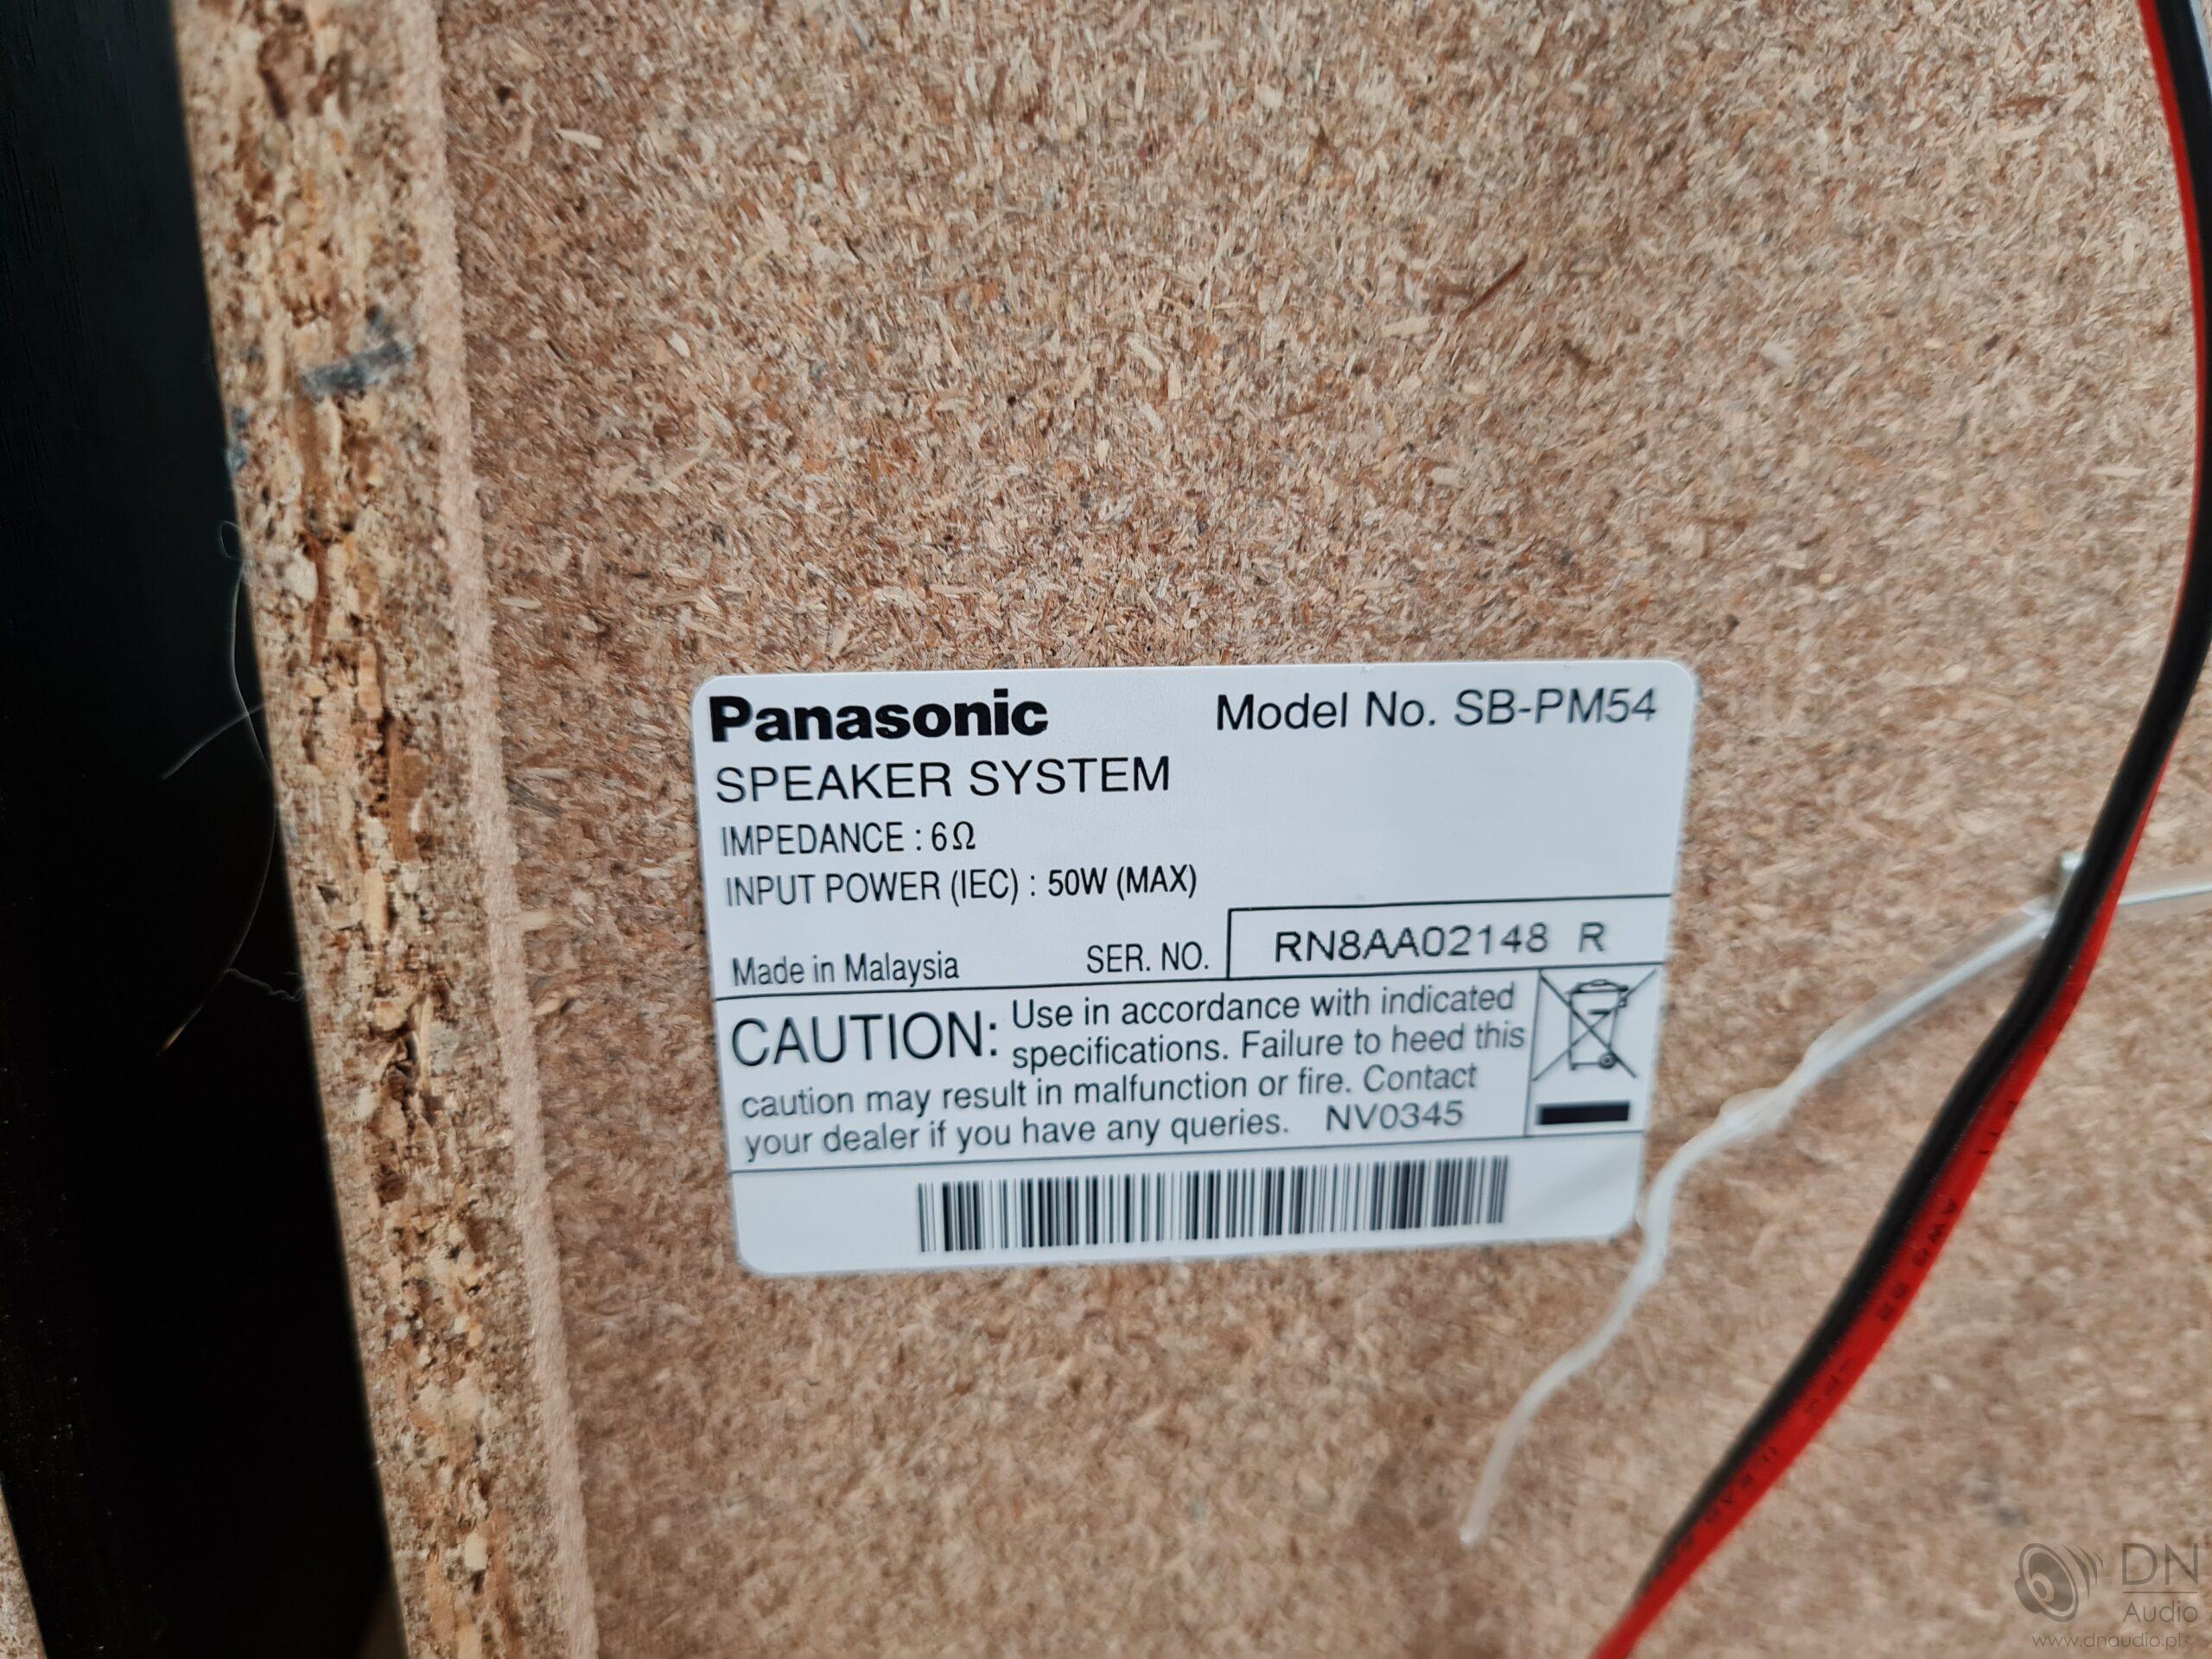 Panasonic Model No. SB-PM54
SPEAKER SYSTEM
IMPEDANCE : 6Ω
INPUT POWER (IEC) : 50W (MAX)
Made in Malaysia SER. NO. RN8AA02148 R
CAUTION: Use in accordance with indicated
specifications. Failure to heed this
caution may result in malfunction or fire. Contact
your dealer if you have any queries. NV0345
DN
Audio
www.dnaudio.pl